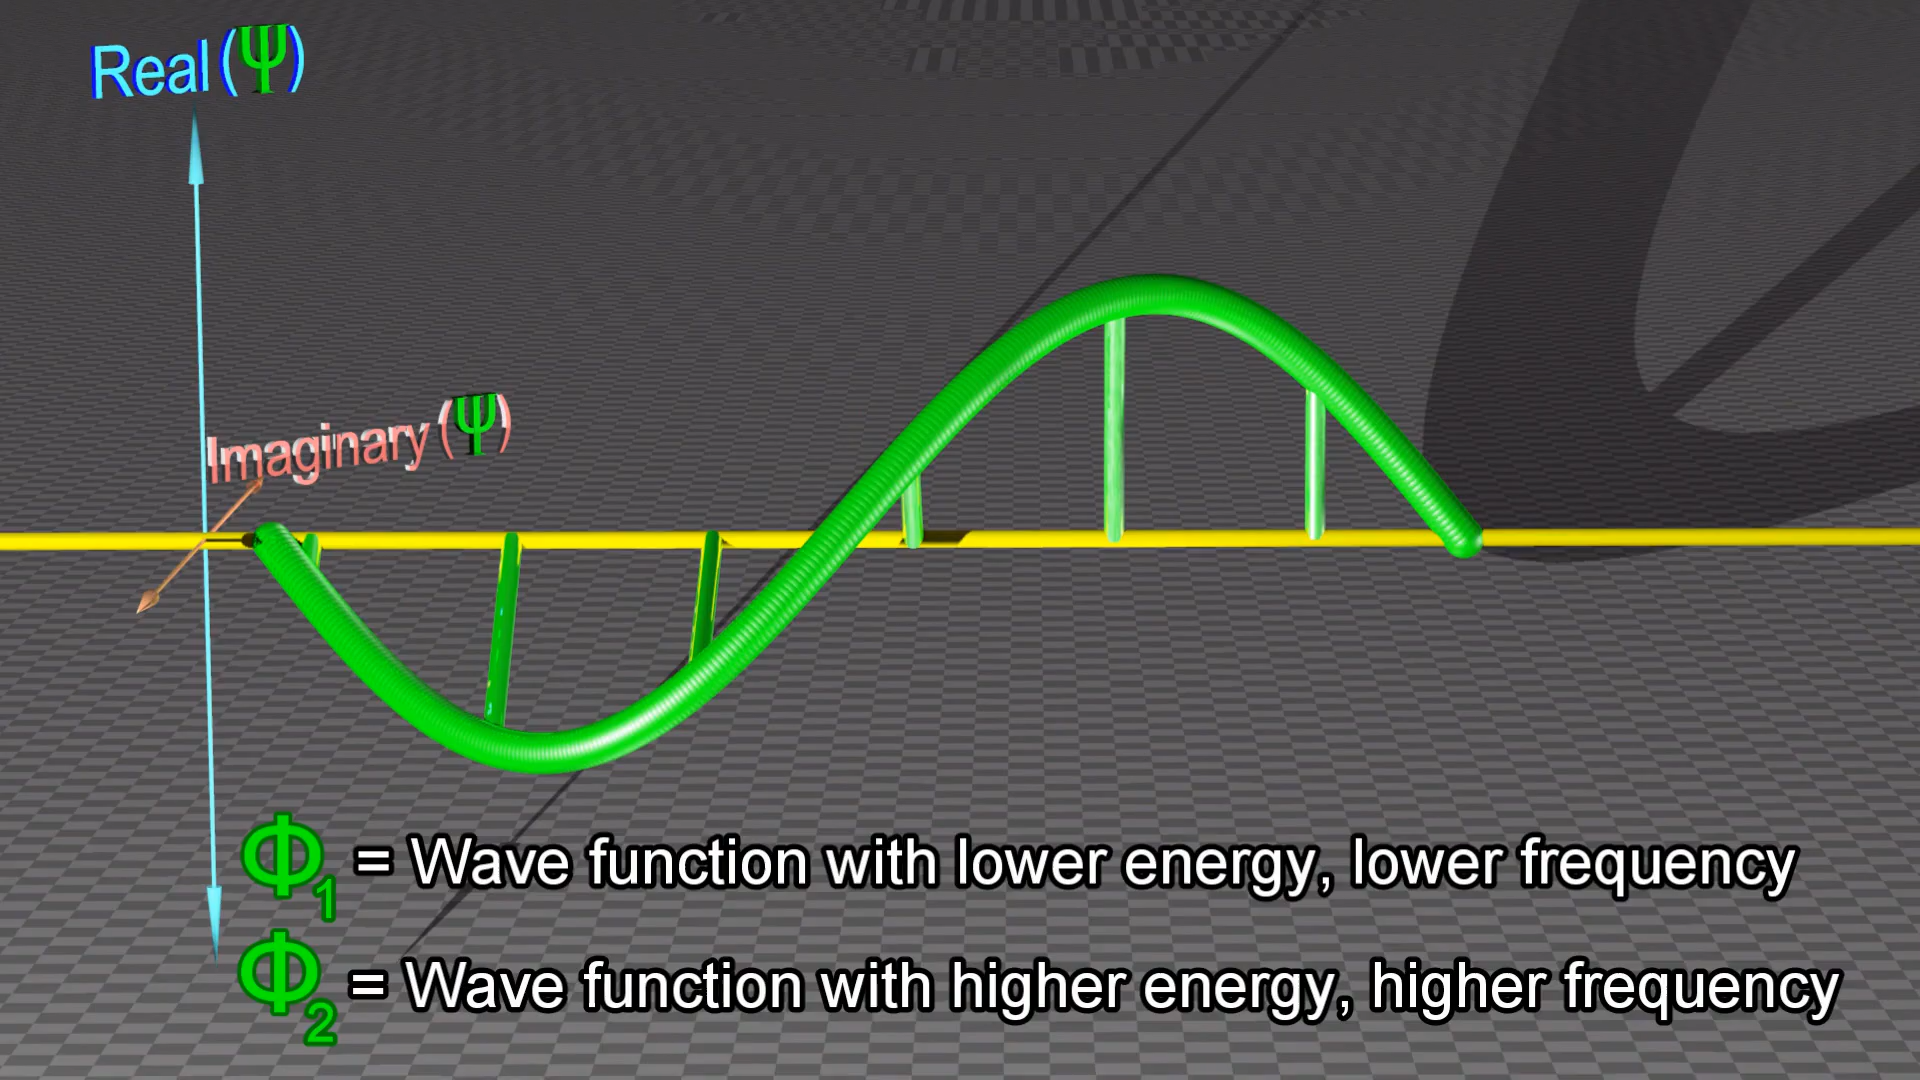 Real (Ψ)
Imaginary (Ψ)
Φ₁ = Wave function with lower energy, lower frequency
Φ₂ = Wave function with higher energy, higher frequency